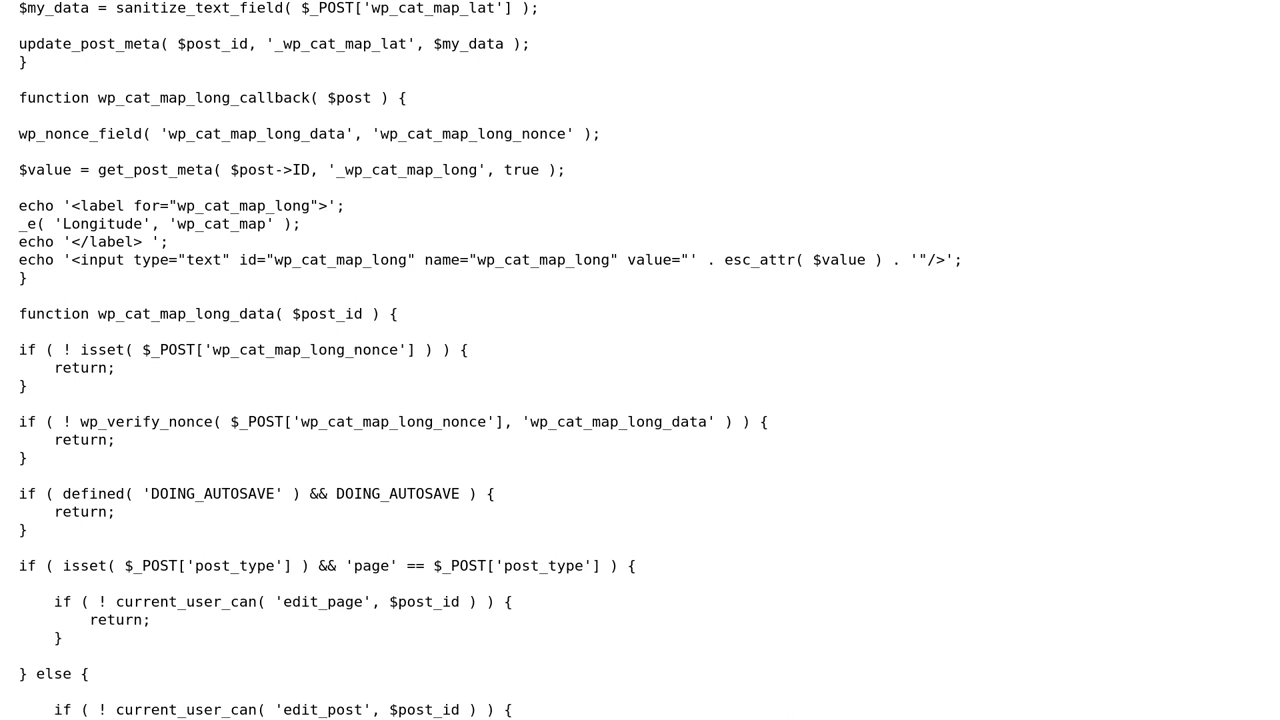 $my_data = sanitize_text_field( $_POST['wp_cat_map_lat'] );
update_post_meta( $post_id, '_wp_cat_map_lat', $my_data );
}
function wp_cat_map_long_callback( $post ) {
wp_nonce_field( 'wp_cat_map_long_data', 'wp_cat_map_long_nonce' );
$value = get_post_meta( $post->ID, '_wp_cat_map_long', true );
echo '<label for="wp_cat_map_long">';
_e( 'Longitude', 'wp_cat_map' );
echo '</label> ';
echo '<input type="text" id="wp_cat_map_long" name="wp_cat_map_long" value="' . esc_attr( $value ) . '"/>';
}
function wp_cat_map_long_data( $post_id ) {
if ( ! isset( $_POST['wp_cat_map_long_nonce'] ) ) {
    return;
}
if ( ! wp_verify_nonce( $_POST['wp_cat_map_long_nonce'], 'wp_cat_map_long_data' ) ) {
    return;
}
if ( defined( 'DOING_AUTOSAVE' ) && DOING_AUTOSAVE ) {
    return;
}
if ( isset( $_POST['post_type'] ) && 'page' == $_POST['post_type'] ) {
    if ( ! current_user_can( 'edit_page', $post_id ) ) {
        return;
    }
} else {
    if ( ! current_user_can( 'edit_post', $post_id ) ) {